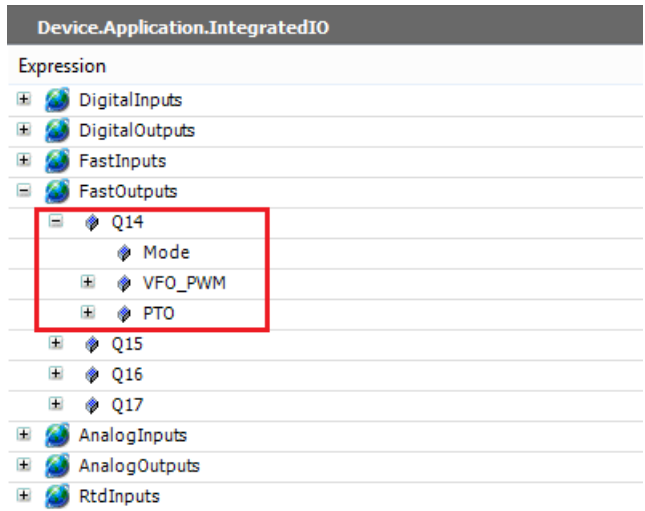 Device.Application.IntegratedIO
Expression
DigitalInputs
DigitalOutputs
FastInputs
FastOutputs
Q14
Mode
VFO_PWM
PTO
Q15
Q16
Q17
AnalogInputs
AnalogOutputs
RtdInputs